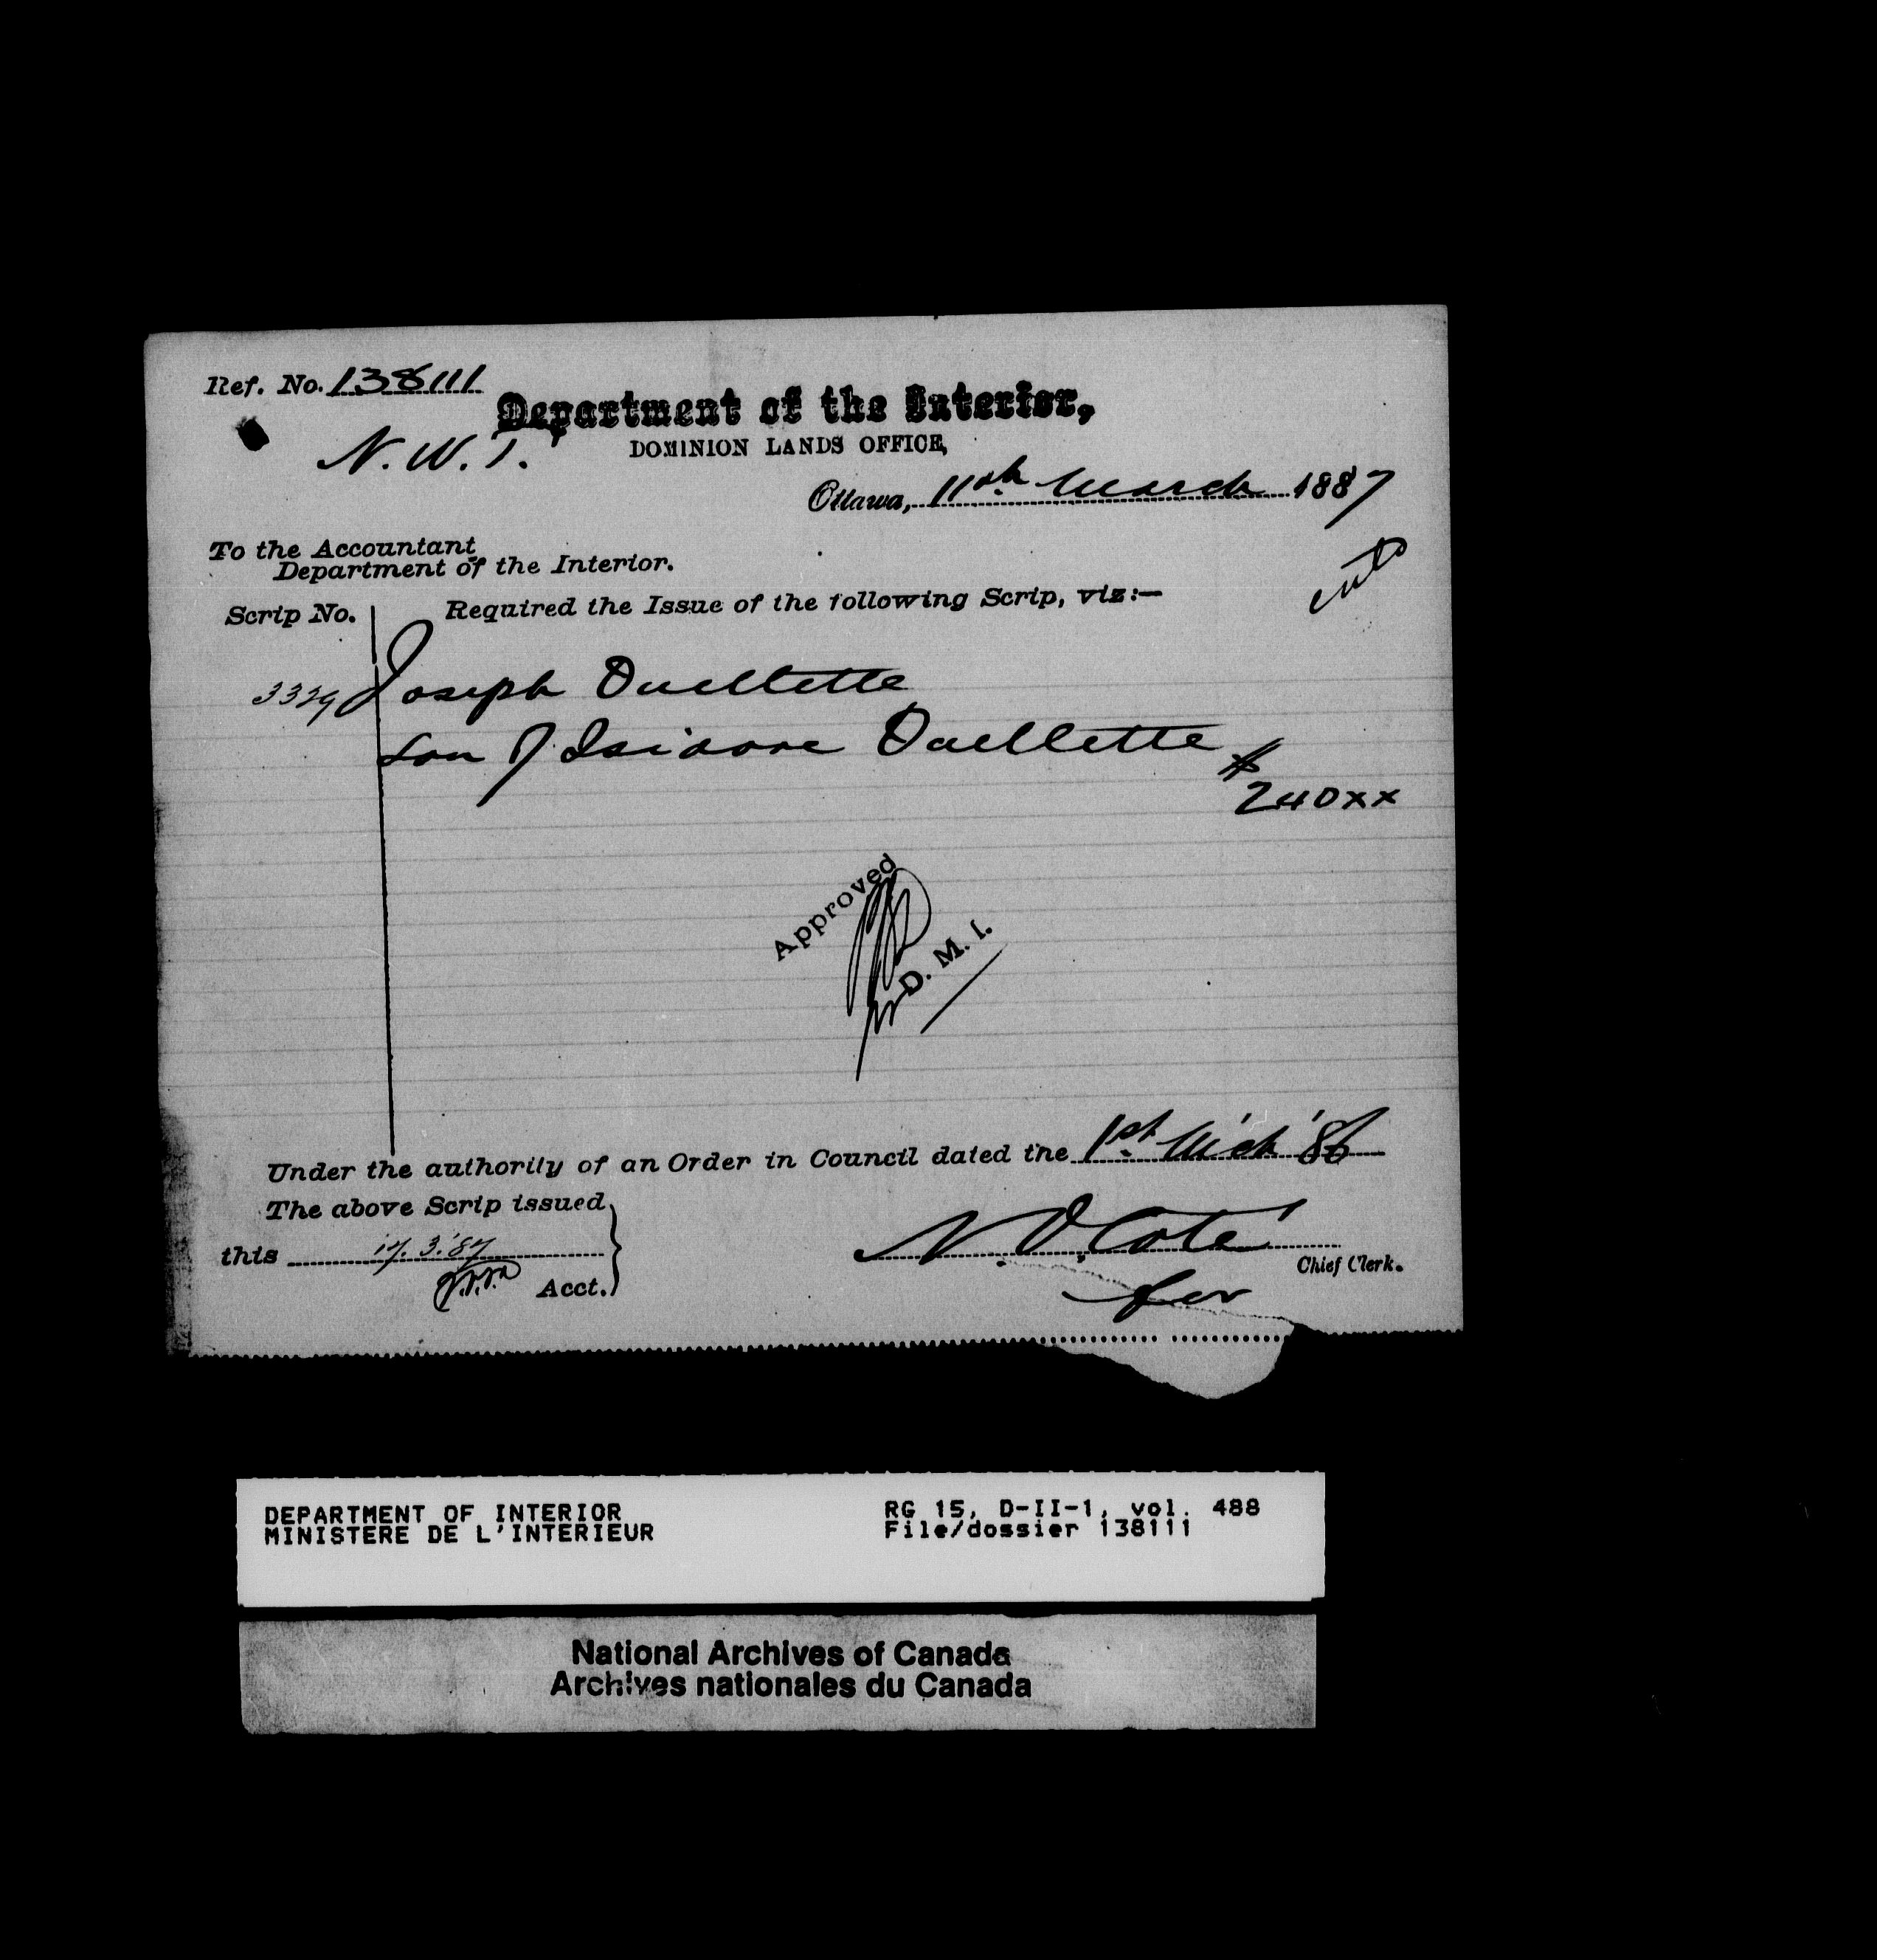 Ref. No. 138111
Department of the Interior,
N.W.T.
DOMINION LANDS OFFICE,
Ottawa, 11th March 1887
To the Accountant
Department of the Interior.
Scrip No. Required the Issue of the following Scrip, viz:—
3329 Joseph Ouellette
son of Isidore Ouellette
$
240xx
Approved
D. M. I.
Under the authority of an Order in Council dated the 1st Mch '86
The above Scrip issued
this 17.3.'87
Acct.
N. O. Coté
Chief Clerk.
for
DEPARTMENT OF INTERIOR
MINISTERE DE L'INTERIEUR
RG 15, D-II-1, vol. 488
File/dossier 138111
National Archives of Canada
Archives nationales du Canada